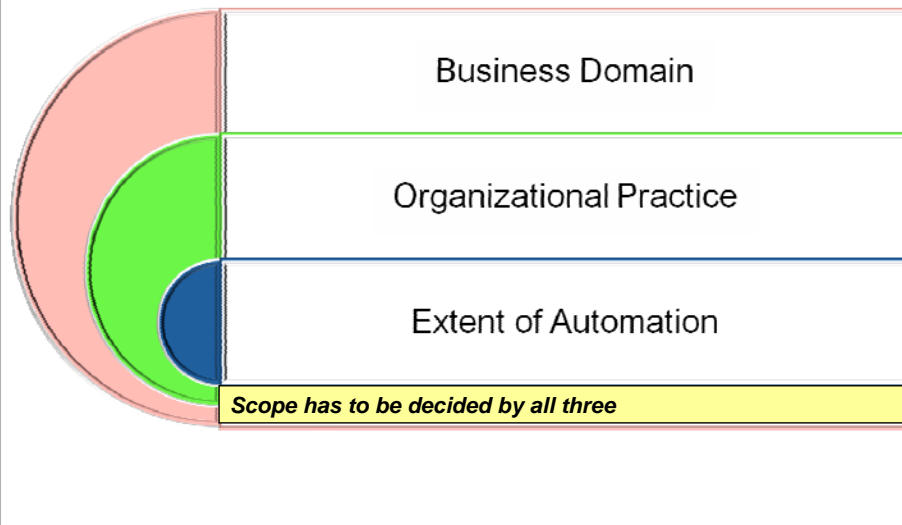 Business Domain
Organizational Practice
Extent of Automation
Scope has to be decided by all three